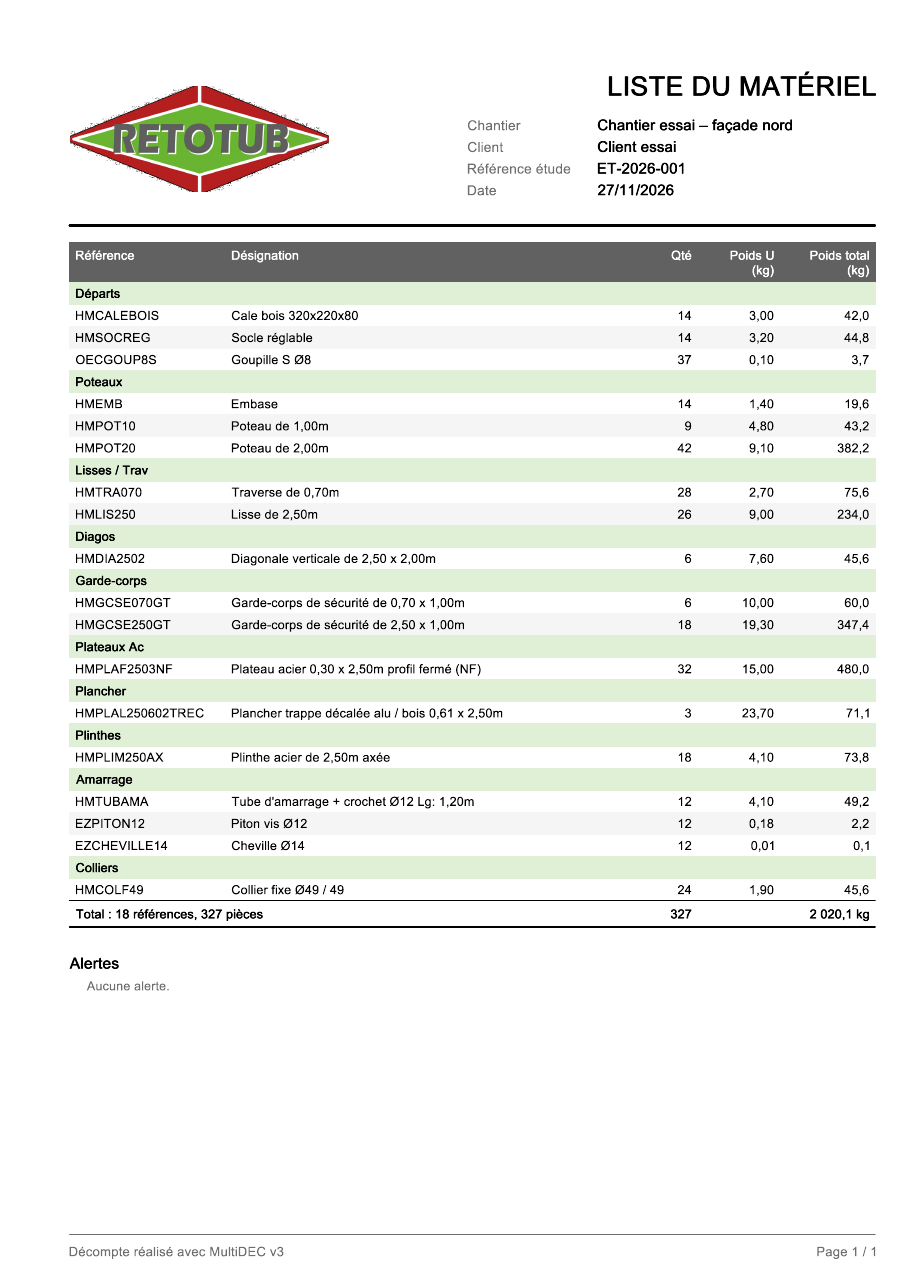 RETOTUB
LISTE DU MATÉRIEL
Chantier Chantier essai – façade nord
Client Client essai
Référence étude ET-2026-001
Date 27/11/2026
Référence Désignation Qté Poids U (kg) Poids total (kg)
Départs
HMCALEBOIS Cale bois 320x220x80 14 3,00 42,0
HMSOCREG Socle réglable 14 3,20 44,8
OECGOUP8S Goupille S Ø8 37 0,10 3,7
Poteaux
HMEMB Embase 14 1,40 19,6
HMPOT10 Poteau de 1,00m 9 4,80 43,2
HMPOT20 Poteau de 2,00m 42 9,10 382,2
Lisses / Trav
HMTRA070 Traverse de 0,70m 28 2,70 75,6
HMLIS250 Lisse de 2,50m 26 9,00 234,0
Diagos
HMDIA2502 Diagonale verticale de 2,50 x 2,00m 6 7,60 45,6
Garde-corps
HMGCSE070GT Garde-corps de sécurité de 0,70 x 1,00m 6 10,00 60,0
HMGCSE250GT Garde-corps de sécurité de 2,50 x 1,00m 18 19,30 347,4
Plateaux Ac
HMPLAF2503NF Plateau acier 0,30 x 2,50m profil fermé (NF) 32 15,00 480,0
Plancher
HMPLAL250602TREC Plancher trappe décalée alu / bois 0,61 x 2,50m 3 23,70 71,1
Plinthes
HMPLIM250AX Plinthe acier de 2,50m axée 18 4,10 73,8
Amarrage
HMTUBAMA Tube d'amarrage + crochet Ø12 Lg: 1,20m 12 4,10 49,2
EZPITON12 Piton vis Ø12 12 0,18 2,2
EZCHEVILLE14 Cheville Ø14 12 0,01 0,1
Colliers
HMCOLF49 Collier fixe Ø49 / 49 24 1,90 45,6
Total : 18 références, 327 pièces 327 2 020,1 kg
Alertes
Aucune alerte.
Décompte réalisé avec MultiDEC v3 Page 1 / 1